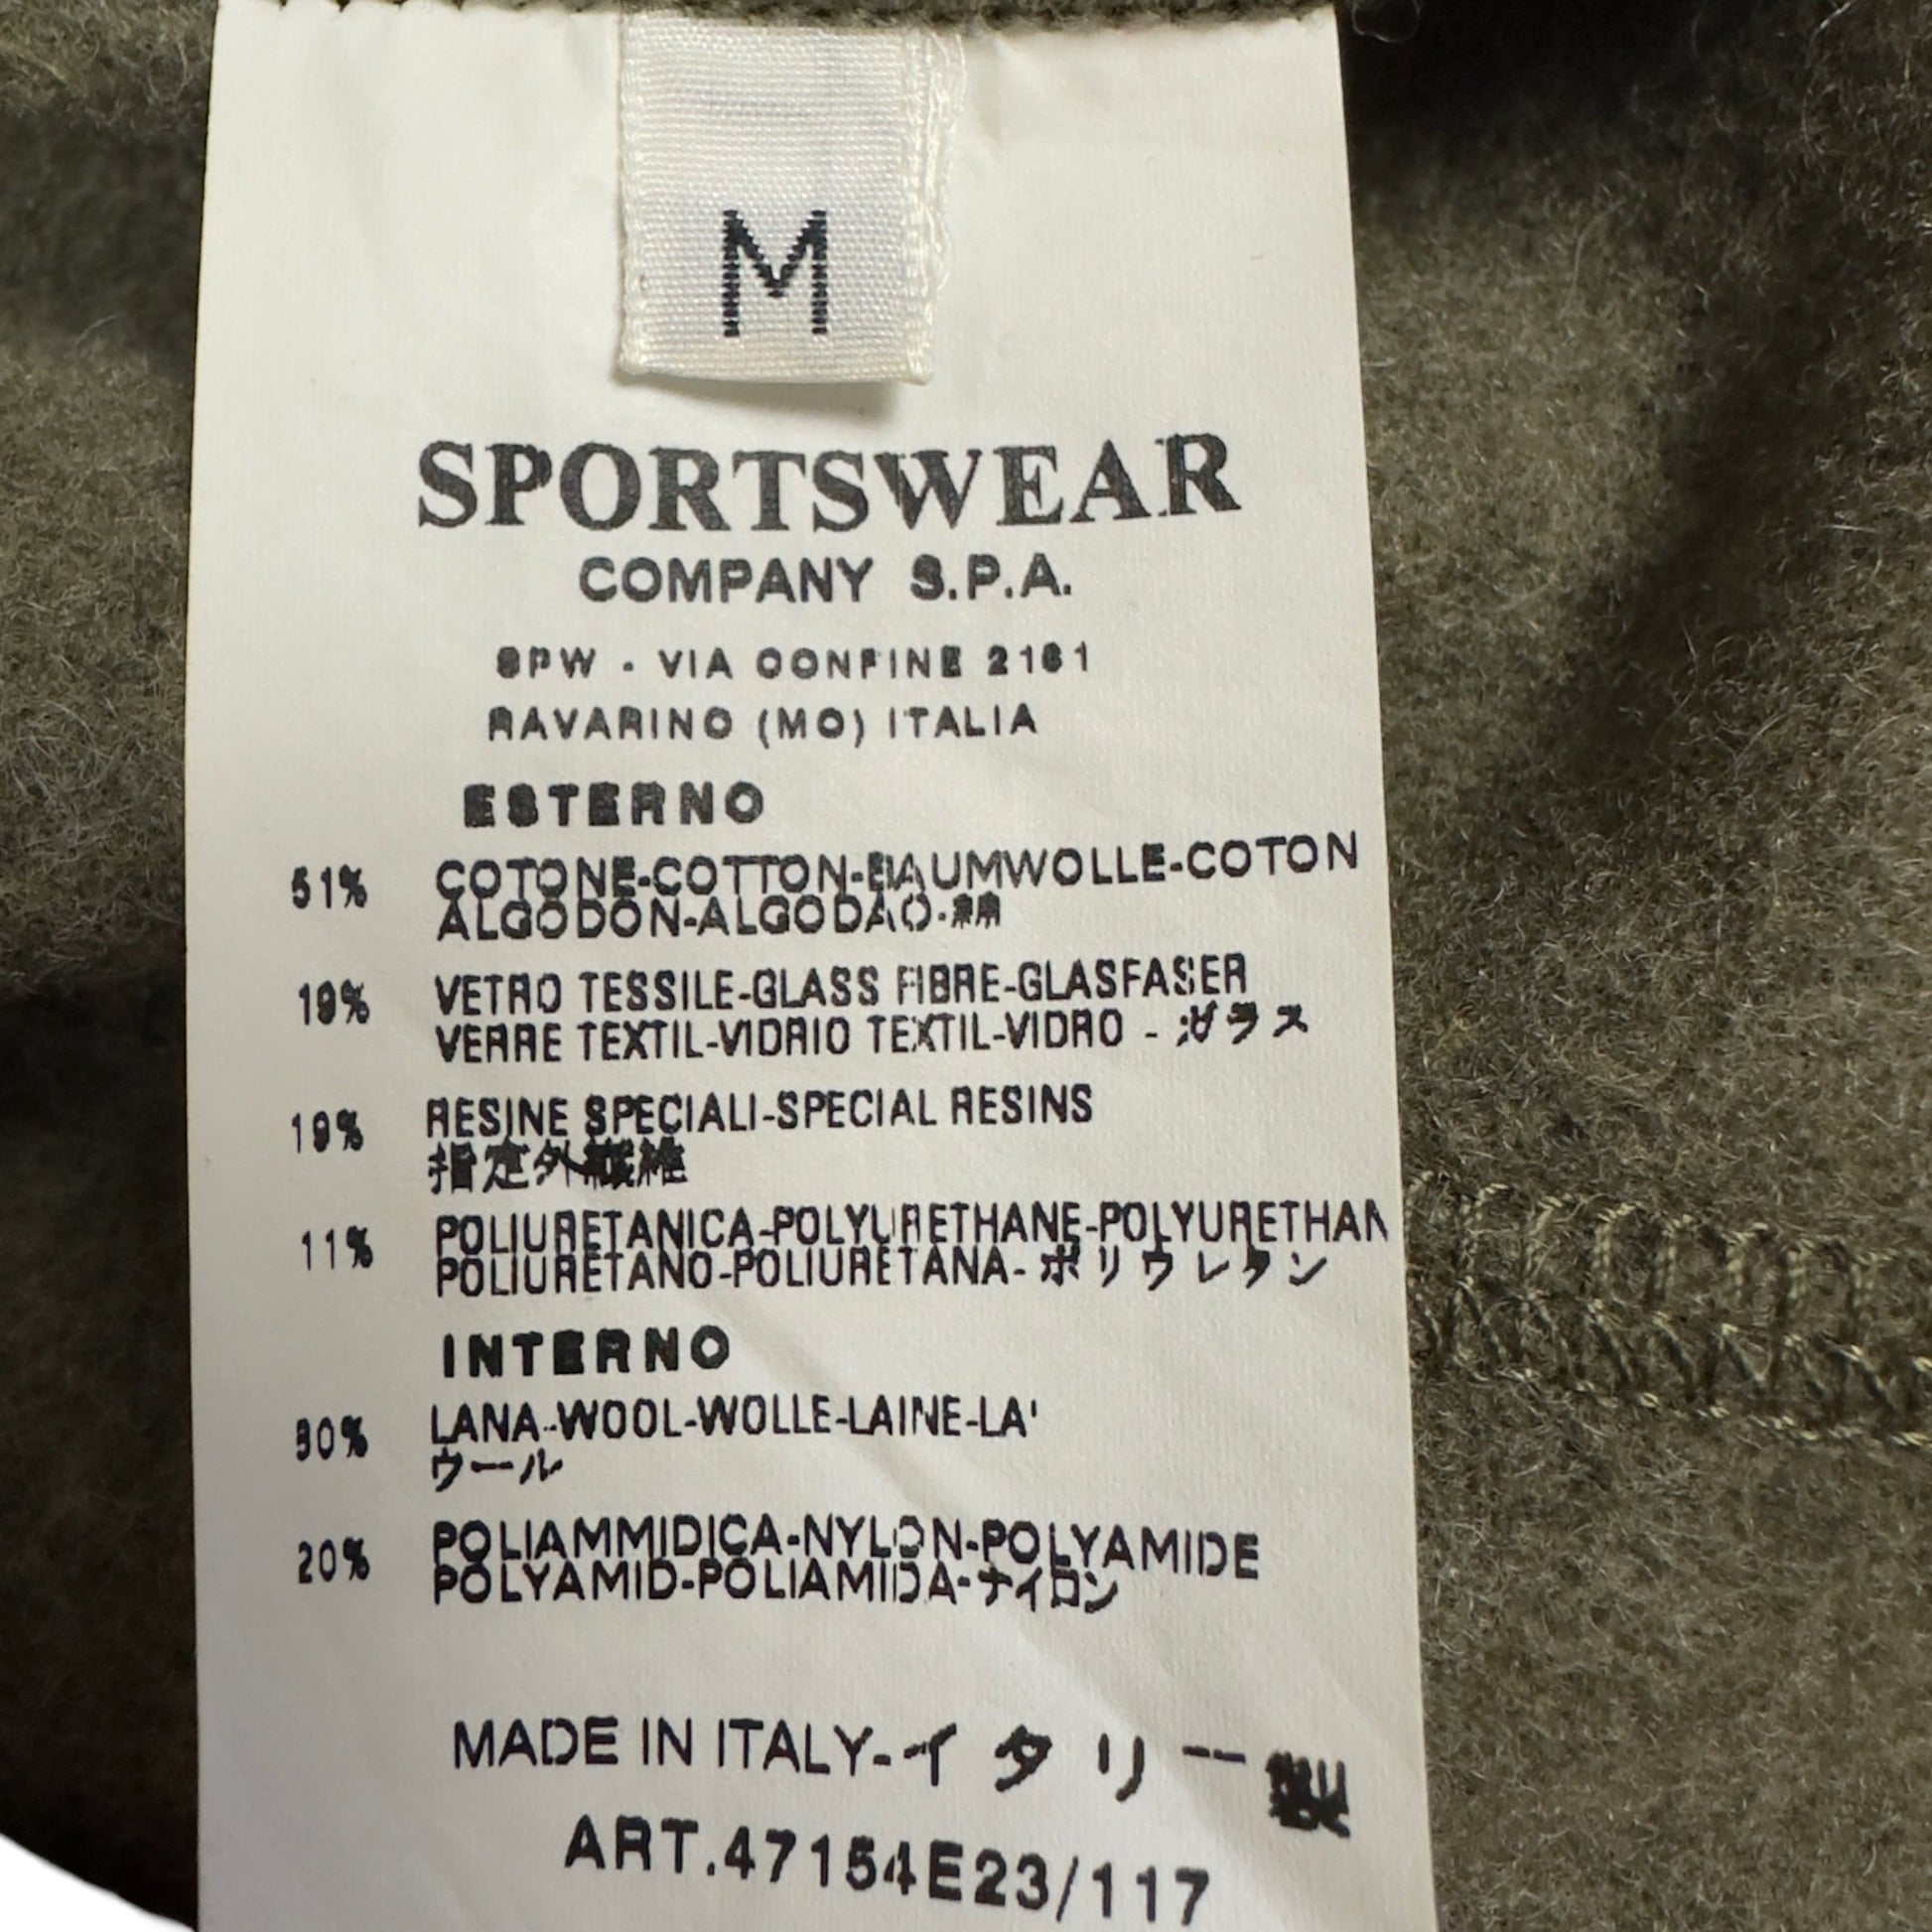 M
SPORTSWEAR
COMPANY S.P.A.
SPW - VIA CONFINE 2161
RAVARINO (MO) ITALIA
ESTERNO
51% COTONE-COTTON-BAUMWOLLE-COTON
ALGODON-ALGODAO-綿
19% VETRO TESSILE-GLASS FIBRE-GLASFASER
VERRE TEXTIL-VIDRIO TEXTIL-VIDRO - ガラス
19% RESINE SPECIALI-SPECIAL RESINS
指定外繊維
11% POLIURETANICA-POLYURETHANE-POLYURETHAN
POLIURETANO-POLIURETANA-ポリウレタン
INTERNO
80% LANA-WOOL-WOLLE-LAINE-LA'
ウール
20% POLIAMMIDICA-NYLON-POLYAMIDE
POLYAMID-POLIAMIDA-ナイロン
MADE IN ITALY-イタリー製
ART.47154E23/117